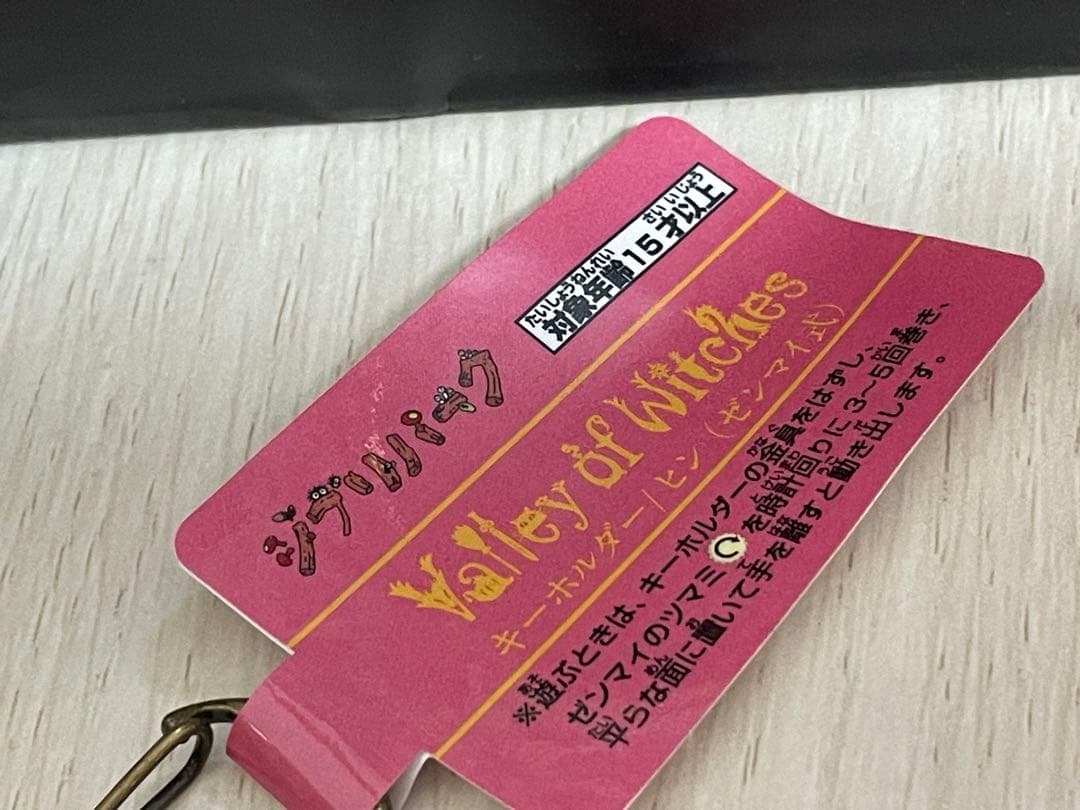 ジブリパーク
たいしょうねんれい さいいじょう
対象年齢15才以上
Valley of Witches
キーホルダー/ヒン(ゼンマイ式)
※遊ぶときは、キーホルダーの金具をはずし、
ゼンマイのツマミを時計回りに3〜5回巻き、
平らな面に置いて手を離すと動き出します。